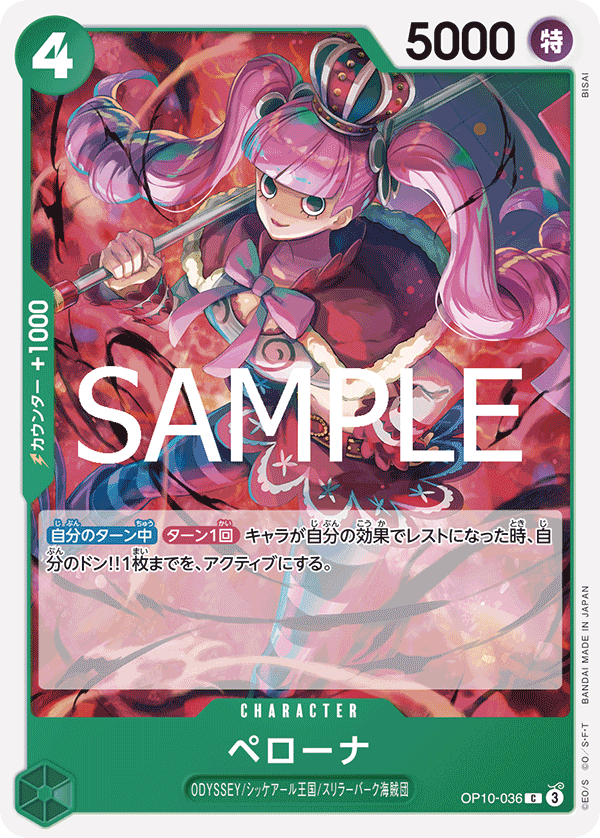 4
5000 特
BISAI
カウンター +1000
SAMPLE
自分のターン中 ターン1回 キャラが自分の効果でレストになった時、自
分のドン!!1枚までを、アクティブにする。
CHARACTER
ペローナ
ODYSSEY/シッケアール王国/スリラーバーク海賊団
OP10-036 C 3
©E.O/S ©O/S・F・T BANDAI MADE IN JAPAN